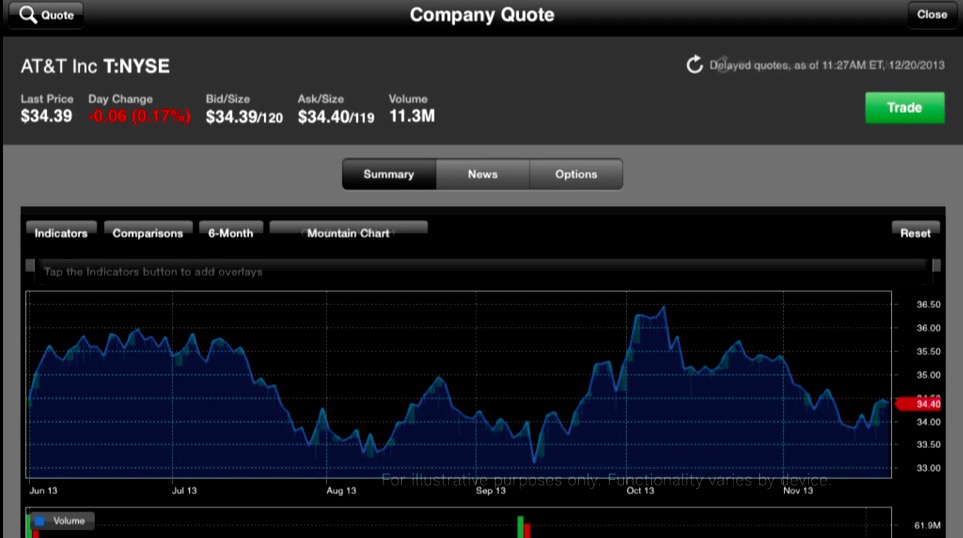 Quote
Company Quote
Close
AT&T Inc T:NYSE
Delayed quotes, as of 11:27AM ET, 12/20/2013
Last Price Day Change Bid/Size Ask/Size Volume
$34.39 -0.06 (0.17%) $34.39/120 $34.40/119 11.3M
Trade
Summary News Options
Indicators Comparisons 6-Month Mountain Chart Reset
Tap the Indicators button to add overlays
36.50
36.00
35.50
35.00
34.40
34.00
33.50
33.00
For illustrative purposes only. Functionality varies by device.
Jun 13 Jul 13 Aug 13 Sep 13 Oct 13 Nov 13
Volume
61.9M